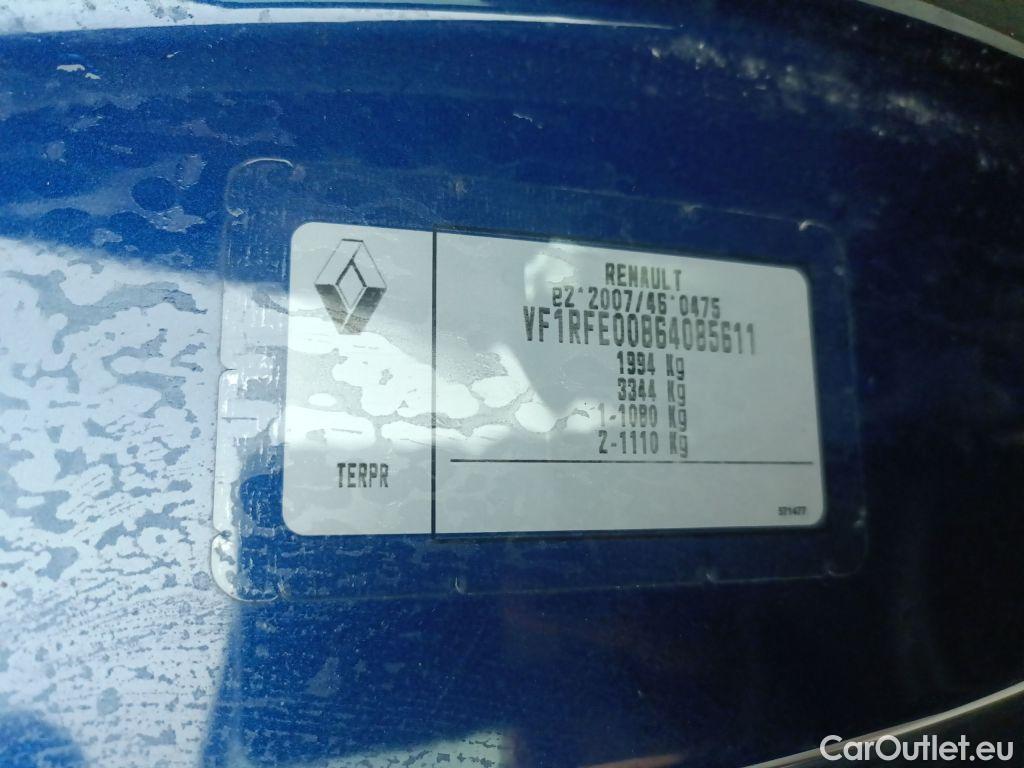 RENAULT
e2*2007/46*0475
VF1RFE00864085611
1994 Kg
3344 Kg
1-1080 Kg
2-1110 Kg
TERPR
571477
CarOutlet.eu